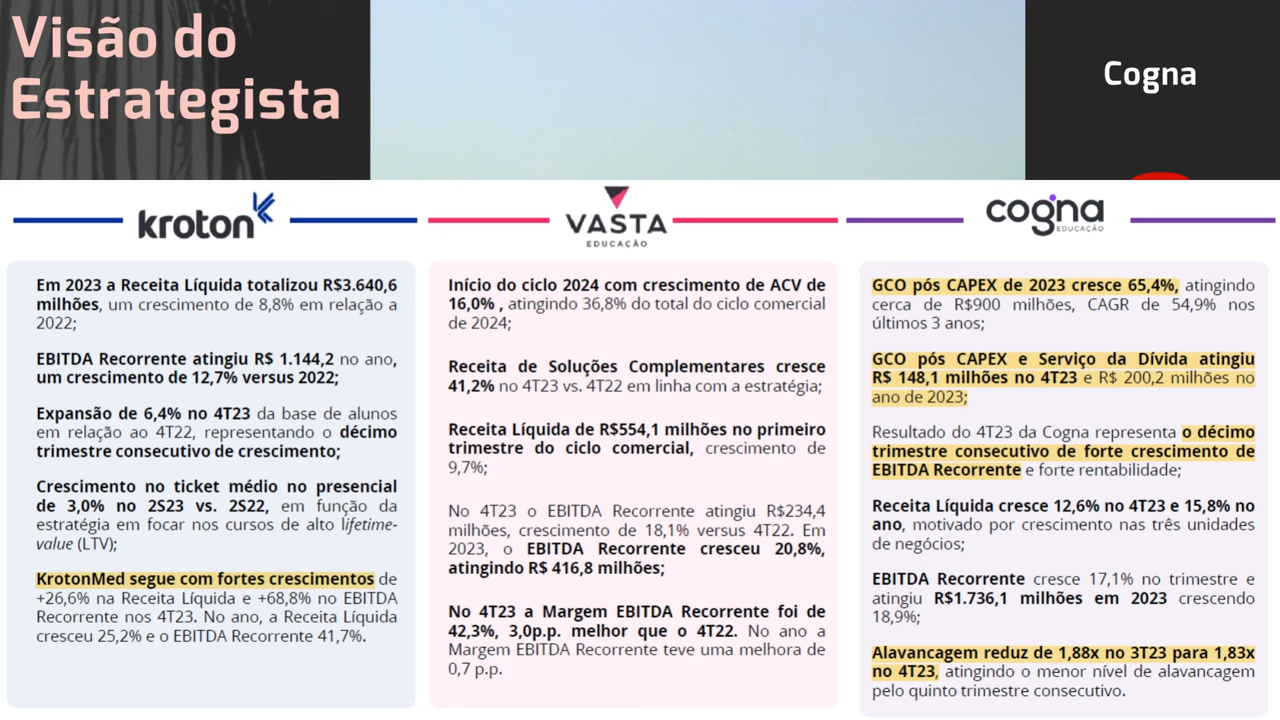 Visão do
Estrategista
Cogna
kroton
VASTA
EDUCAÇÃO
cogna
EDUCAÇÃO
Em 2023 a Receita Líquida totalizou R$3.640,6
milhões, um crescimento de 8,8% em relação a
2022;
EBITDA Recorrente atingiu R$ 1.144,2 no ano,
um crescimento de 12,7% versus 2022;
Expansão de 6,4% no 4T23 da base de alunos
em relação ao 4T22, representando o décimo
trimestre consecutivo de crescimento;
Crescimento no ticket médio no presencial
de 3,0% no 2S23 vs. 2S22, em função da
estratégia em focar nos cursos de alto lifetime-
value (LTV);
KrotonMed segue com fortes crescimentos de
+26,6% na Receita Líquida e +68,8% no EBITDA
Recorrente nos 4T23. No ano, a Receita Líquida
cresceu 25,2% e o EBITDA Recorrente 41,7%.
Início do ciclo 2024 com crescimento de ACV de
16,0% , atingindo 36,8% do total do ciclo comercial
de 2024;
Receita de Soluções Complementares cresce
41,2% no 4T23 vs. 4T22 em linha com a estratégia;
Receita Líquida de R$554,1 milhões no primeiro
trimestre do ciclo comercial, crescimento de
9,7%;
No 4T23 o EBITDA Recorrente atingiu R$234,4
milhões, crescimento de 18,1% versus 4T22. Em
2023, o EBITDA Recorrente cresceu 20,8%,
atingindo R$ 416,8 milhões;
No 4T23 a Margem EBITDA Recorrente foi de
42,3%, 3,0p.p. melhor que o 4T22. No ano a
Margem EBITDA Recorrente teve uma melhora de
0,7 p.p.
GCO pós CAPEX de 2023 cresce 65,4%, atingindo
cerca de R$900 milhões, CAGR de 54,9% nos
últimos 3 anos;
GCO pós CAPEX e Serviço da Dívida atingiu
R$ 148,1 milhões no 4T23 e R$ 200,2 milhões no
ano de 2023;
Resultado do 4T23 da Cogna representa o décimo
trimestre consecutivo de forte crescimento de
EBITDA Recorrente e forte rentabilidade;
Receita Líquida cresce 12,6% no 4T23 e 15,8% no
ano, motivado por crescimento nas três unidades
de negócios;
EBITDA Recorrente cresce 17,1% no trimestre e
atingiu R$1.736,1 milhões em 2023 crescendo
18,9%;
Alavancagem reduz de 1,88x no 3T23 para 1,83x
no 4T23, atingindo o menor nível de alavancagem
pelo quinto trimestre consecutivo.